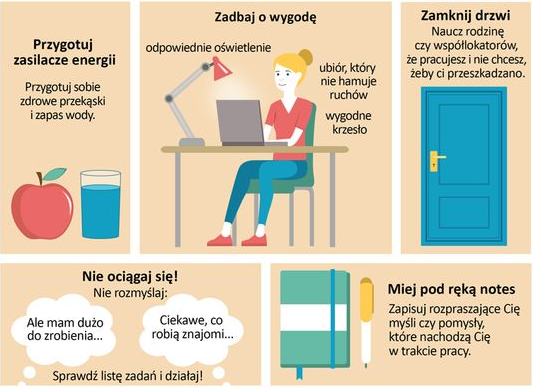 Przygotuj
zasilacze energii
Przygotuj sobie
zdrowe przekąski
i zapas wody.
Zadbaj o wygodę
odpowiednie oświetlenie
ubiór, który
nie hamuje
ruchów
wygodne
krzesło
Zamknij drzwi
Naucz rodzinę
czy współlokatorów,
że pracujesz i nie chcesz,
żeby ci przeszkadzano.
Nie ociągaj się!
Nie rozmyślaj:
Ale mam dużo
do zrobienia...
Ciekawe, co
robią znajomi...
Sprawdź listę zadań i działaj!
Miej pod ręką notes
Zapisuj rozpraszające Cię
myśli czy pomysły,
które nachodzą Cię
w trakcie pracy.